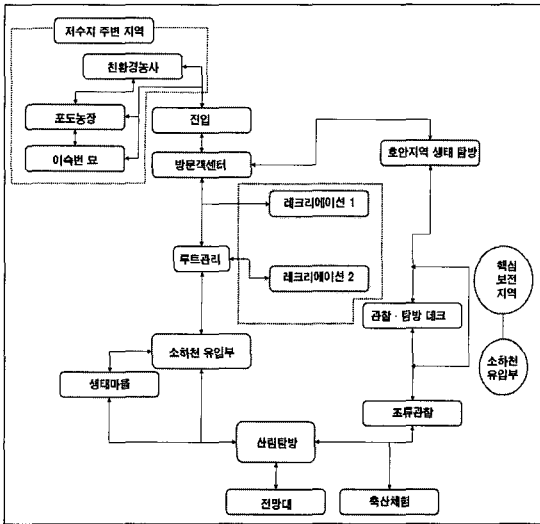 저수지 주변 지역
친환경농사
포도농장
진입
이숙번 묘
방문객센터
호안지역 생태 탐방
레크리에이션 1
루트관리
레크리에이션 2
핵심
보전
지역
관찰 · 탐방 데크
소하천 유입부
소하천
유입부
생태마을
조류관찰
산림탐방
전망대
축산체험